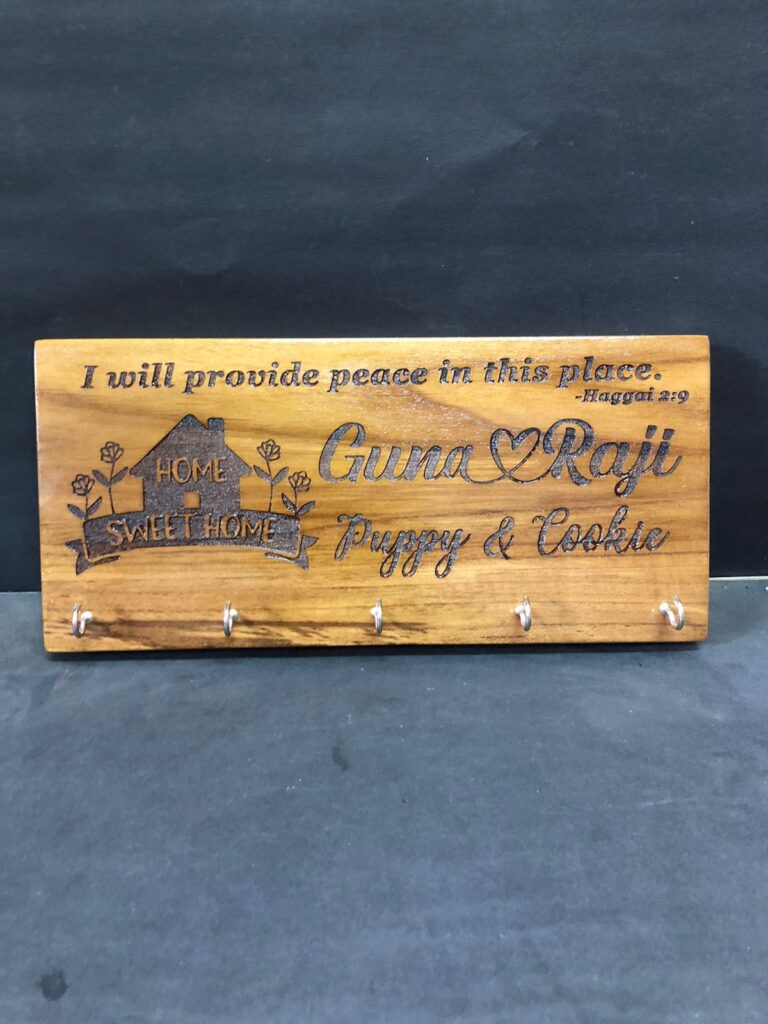 I will provide peace in this place.
-Haggai 2:9
HOME
SWEET HOME
Guna Raji
Puppy & Cookie